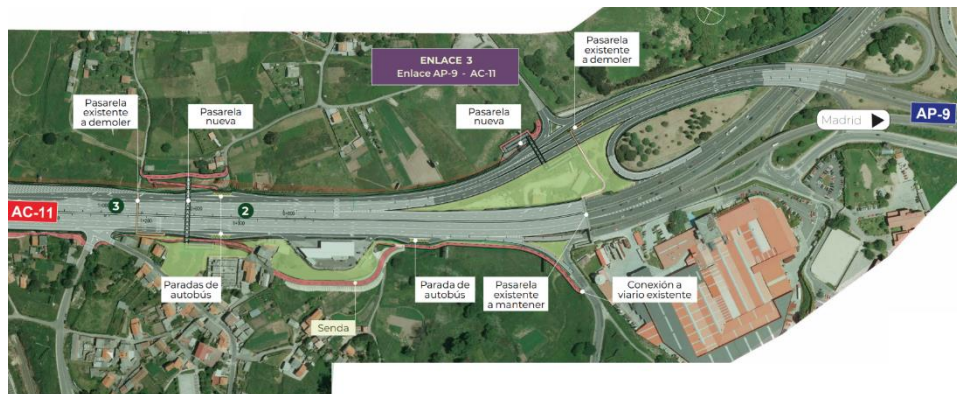 Pasarela
existente
a demoler
ENLACE 3
Enlace AP-9 - AC-11
Pasarela
existente
a demoler
Pasarela
nueva
Pasarela
nueva
Madrid
AP-9
3
2
AC-11
Paradas de
autobús
Parada de
autobús
Pasarela
existente
a mantener
Conexión a
viario existente
Senda